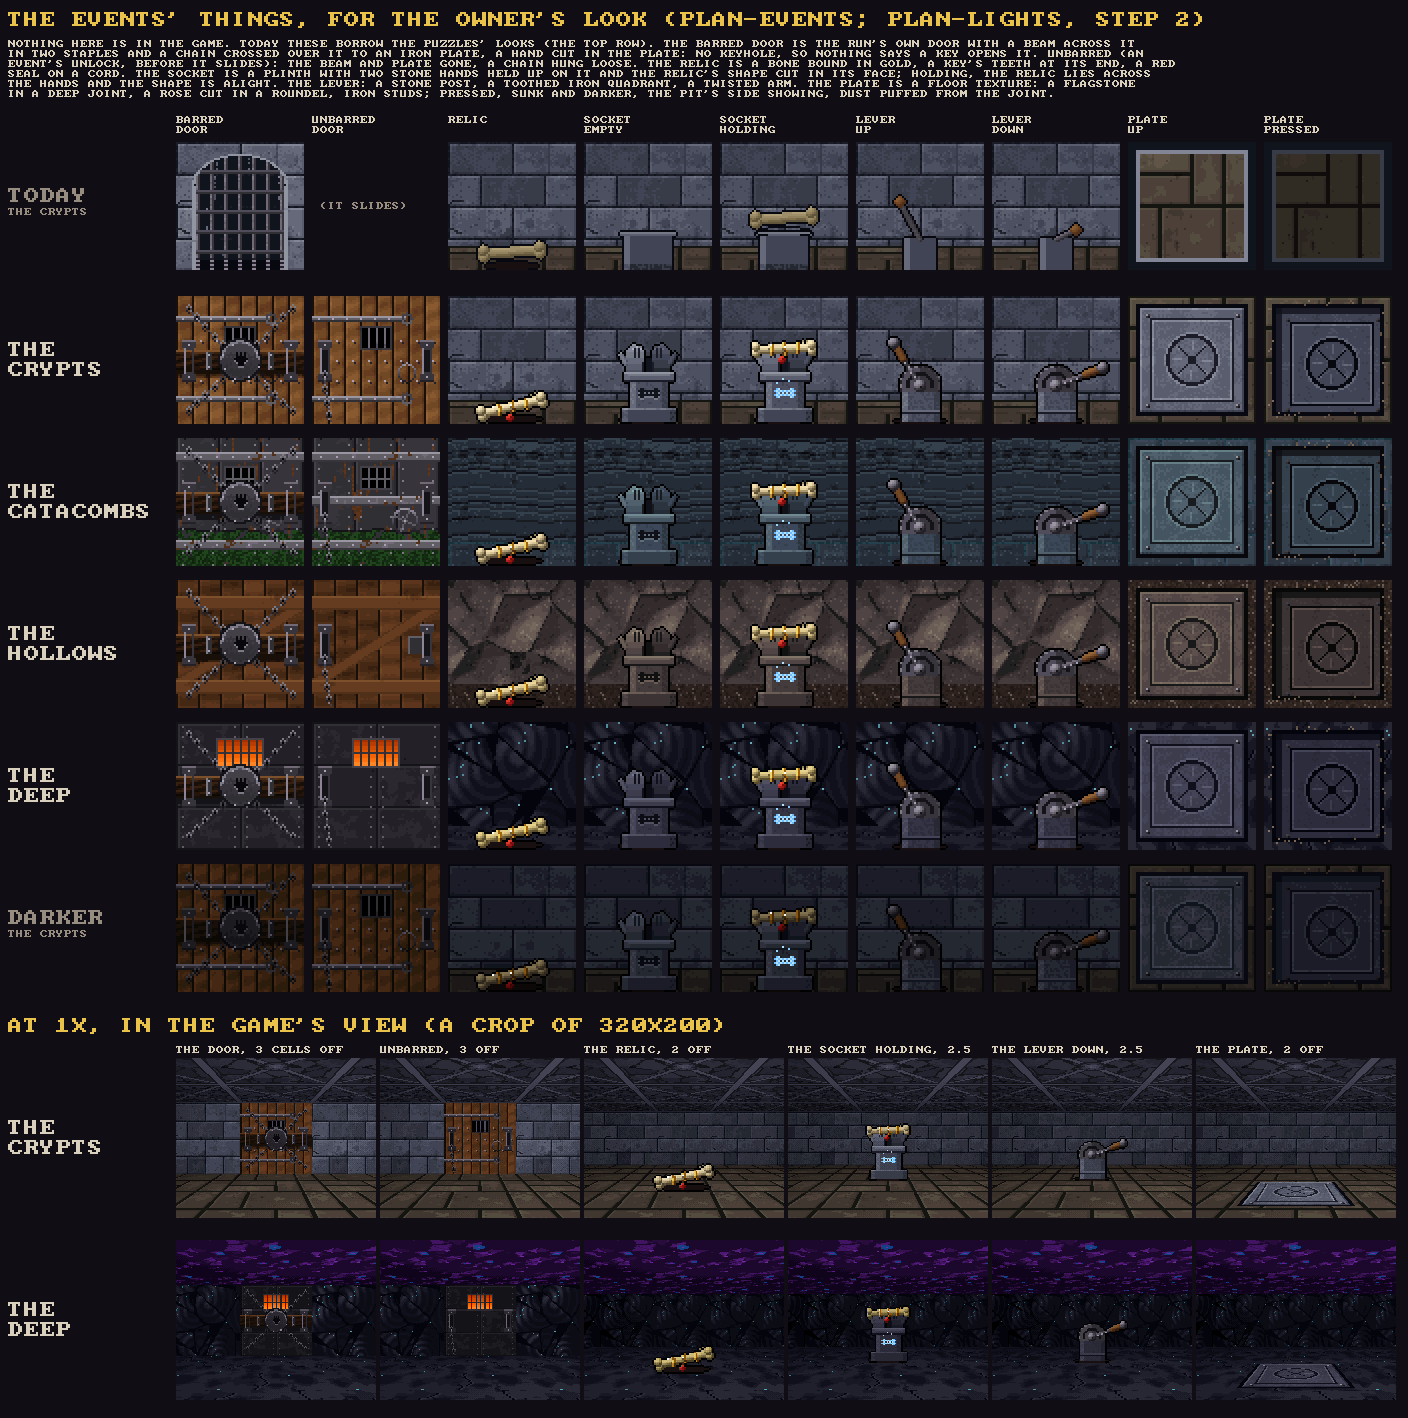 THE EVENTS' THINGS, FOR THE OWNER'S LOOK (PLAN-EVENTS; PLAN-LIGHTS, STEP 2)
NOTHING HERE IS IN THE GAME. TODAY THESE BORROW THE PUZZLES' LOOKS (THE TOP ROW). THE BARRED DOOR IS THE RUN'S OWN DOOR WITH A BEAM ACROSS IT
IN TWO STAPLES AND A CHAIN CROSSED OVER IT TO AN IRON PLATE, A HAND CUT IN THE PLATE: NO KEYHOLE, SO NOTHING SAYS A KEY OPENS IT. UNBARRED (AN
EVENT'S UNLOCK, BEFORE IT SLIDES): THE BEAM AND PLATE GONE, A CHAIN HUNG LOOSE. THE RELIC IS A BONE BOUND IN GOLD, A KEY'S TEETH AT ITS END, A RED
SEAL ON A CORD. THE SOCKET IS A PLINTH WITH TWO STONE HANDS HELD UP ON IT AND THE RELIC'S SHAPE CUT IN ITS FACE; HOLDING, THE RELIC LIES ACROSS
THE HANDS AND THE SHAPE IS ALIGHT. THE LEVER: A STONE POST, A TOOTHED IRON QUADRANT, A TWISTED ARM. THE PLATE IS A FLOOR TEXTURE: A FLAGSTONE
IN A DEEP JOINT, A ROSE CUT IN A ROUNDEL, IRON STUDS; PRESSED, SUNK AND DARKER, THE PIT'S SIDE SHOWING, DUST PUFFED FROM THE JOINT.
BARRED DOOR
UNBARRED DOOR
RELIC
SOCKET EMPTY
SOCKET HOLDING
LEVER UP
LEVER DOWN
PLATE UP
PLATE PRESSED
TODAY
THE CRYPTS
(IT SLIDES)
THE CRYPTS
THE CATACOMBS
THE HOLLOWS
THE DEEP
DARKER
THE CRYPTS
AT 1X, IN THE GAME'S VIEW (A CROP OF 320X200)
THE DOOR, 3 CELLS OFF
UNBARRED, 3 OFF
THE RELIC, 2 OFF
THE SOCKET HOLDING, 2.5
THE LEVER DOWN, 2.5
THE PLATE, 2 OFF
THE CRYPTS
THE DEEP